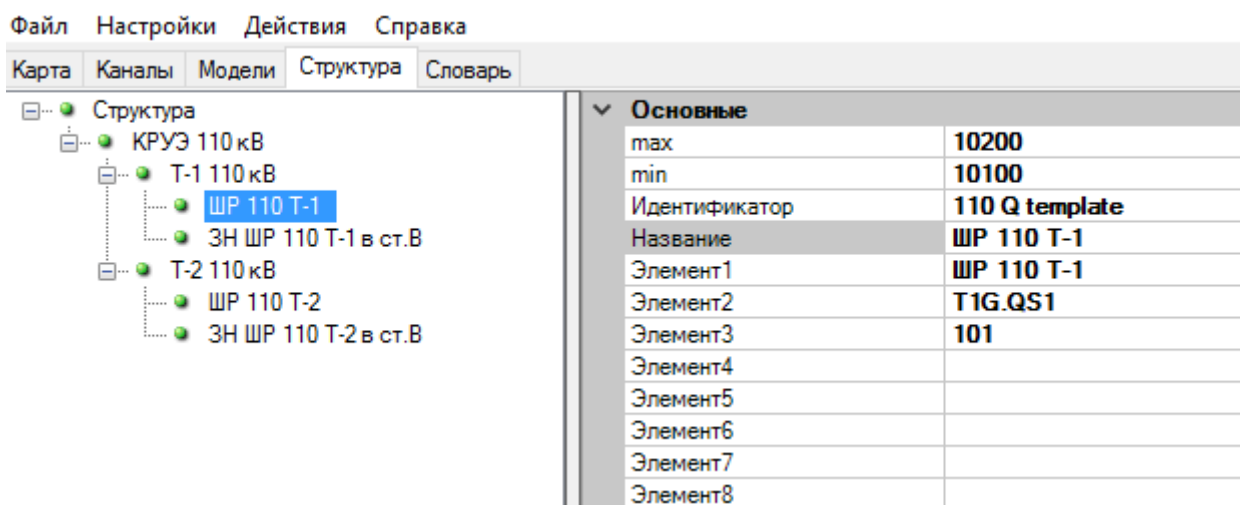 Файл Настройки Действия Справка
Карта Каналы Модели Структура Словарь
Структура
КРУЭ 110 кВ
Т-1 110 кВ
ШР 110 Т-1
ЗН ШР 110 Т-1 в ст.В
Т-2 110 кВ
ШР 110 Т-2
ЗН ШР 110 Т-2 в ст.В
Основные
max 10200
min 10100
Идентификатор 110 Q template
Название ШР 110 Т-1
Элемент1 ШР 110 Т-1
Элемент2 T1G.QS1
Элемент3 101
Элемент4
Элемент5
Элемент6
Элемент7
Элемент8